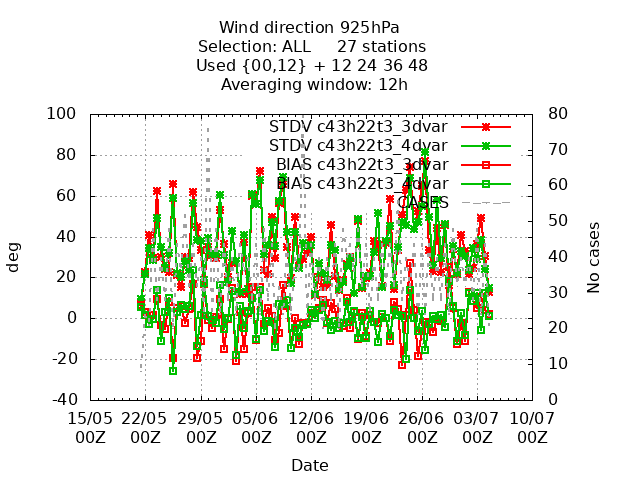 Wind direction 925hPa
Selection: ALL     27 stations
Used {00,12} + 12 24 36 48
Averaging window: 12h
100
80
60
40
20
0
-20
-40
deg
80
70
60
50
40
30
20
10
0
No cases
STDV c43h22t3_3dvar
STDV c43h22t3_4dvar
BIAS c43h22t3_3dvar
BIAS c43h22t3_4dvar
CASES
15/05 22/05 29/05 05/06 12/06 19/06 26/06 03/07 10/07
00Z 00Z 00Z 00Z 00Z 00Z 00Z 00Z 00Z
Date